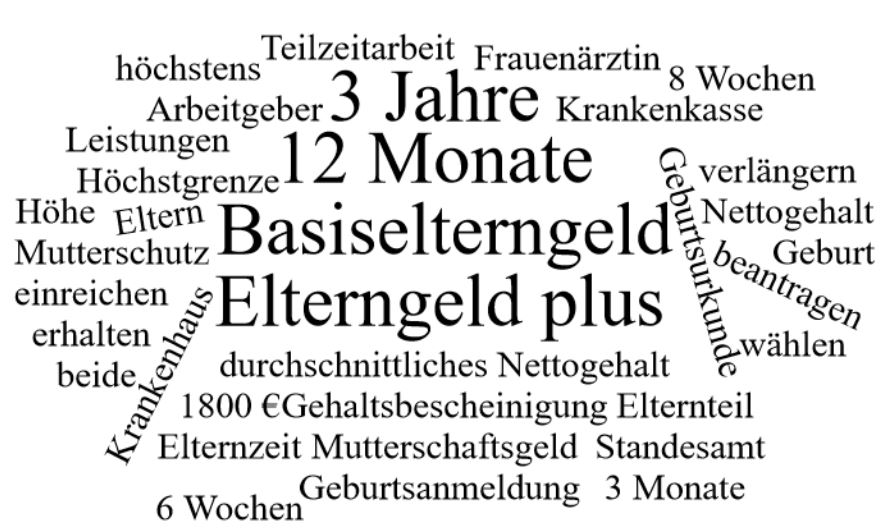 Teilzeitarbeit
Frauenärztin
höchstens
8 Wochen
Arbeitgeber
3 Jahre
Krankenkasse
Leistungen
12 Monate
Höchstgrenze
Geburtsurkunde
verlängern
Höhe
Eltern
Basiselterngeld
Nettogehalt
Mutterschutz
beantragen
Geburt
einreichen
Elterngeld plus
erhalten
Krankenhaus
wählen
beide
durchschnittliches Nettogehalt
1800 €
Gehaltsbescheinigung
Elternteil
Elternzeit
Mutterschaftsgeld
Standesamt
Geburtsanmeldung
3 Monate
6 Wochen